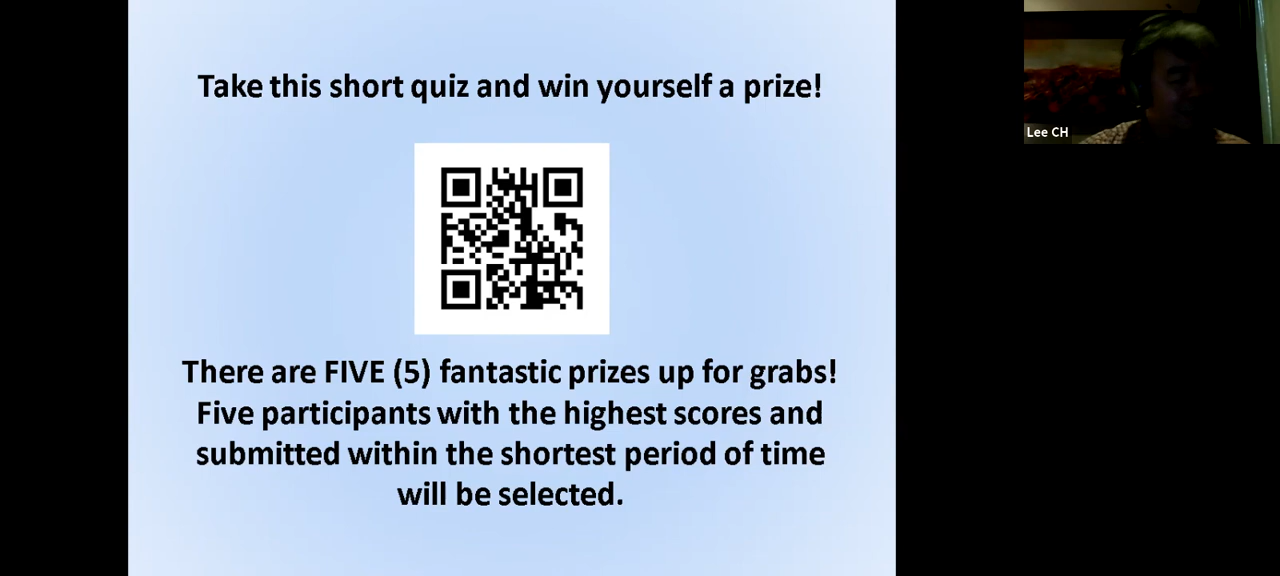 Take this short quiz and win yourself a prize!
Lee CH
There are FIVE (5) fantastic prizes up for grabs!
Five participants with the highest scores and
submitted within the shortest period of time
will be selected.